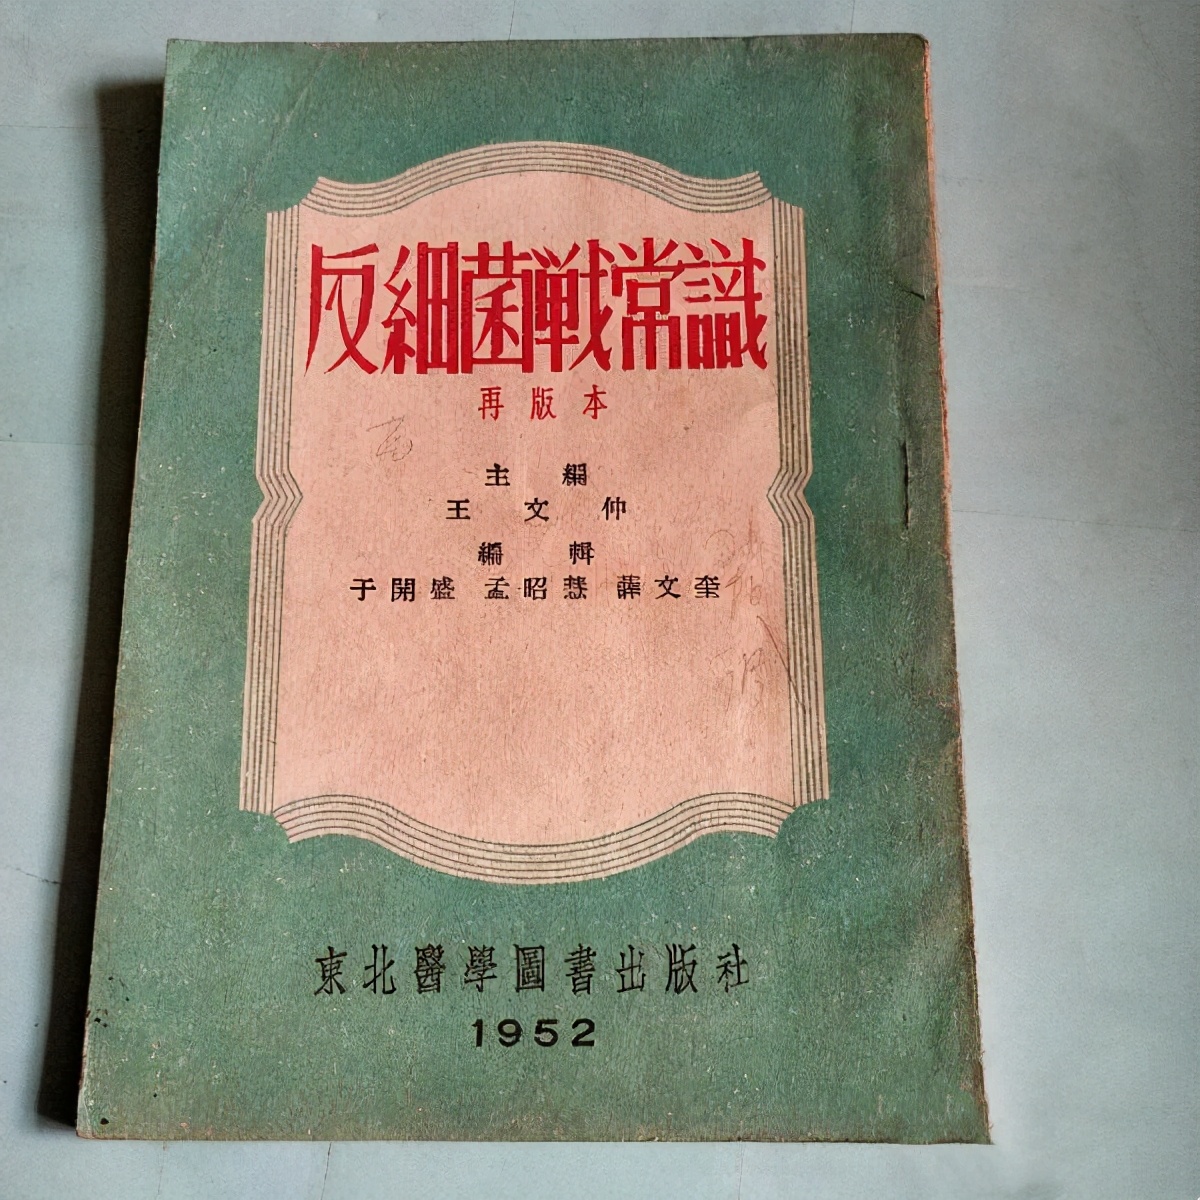 反細菌戦常識
再版本
主編
王文仲
編輯
于開盛 孟昭慧 薛文奎
東北醫學圖書出版社
1952